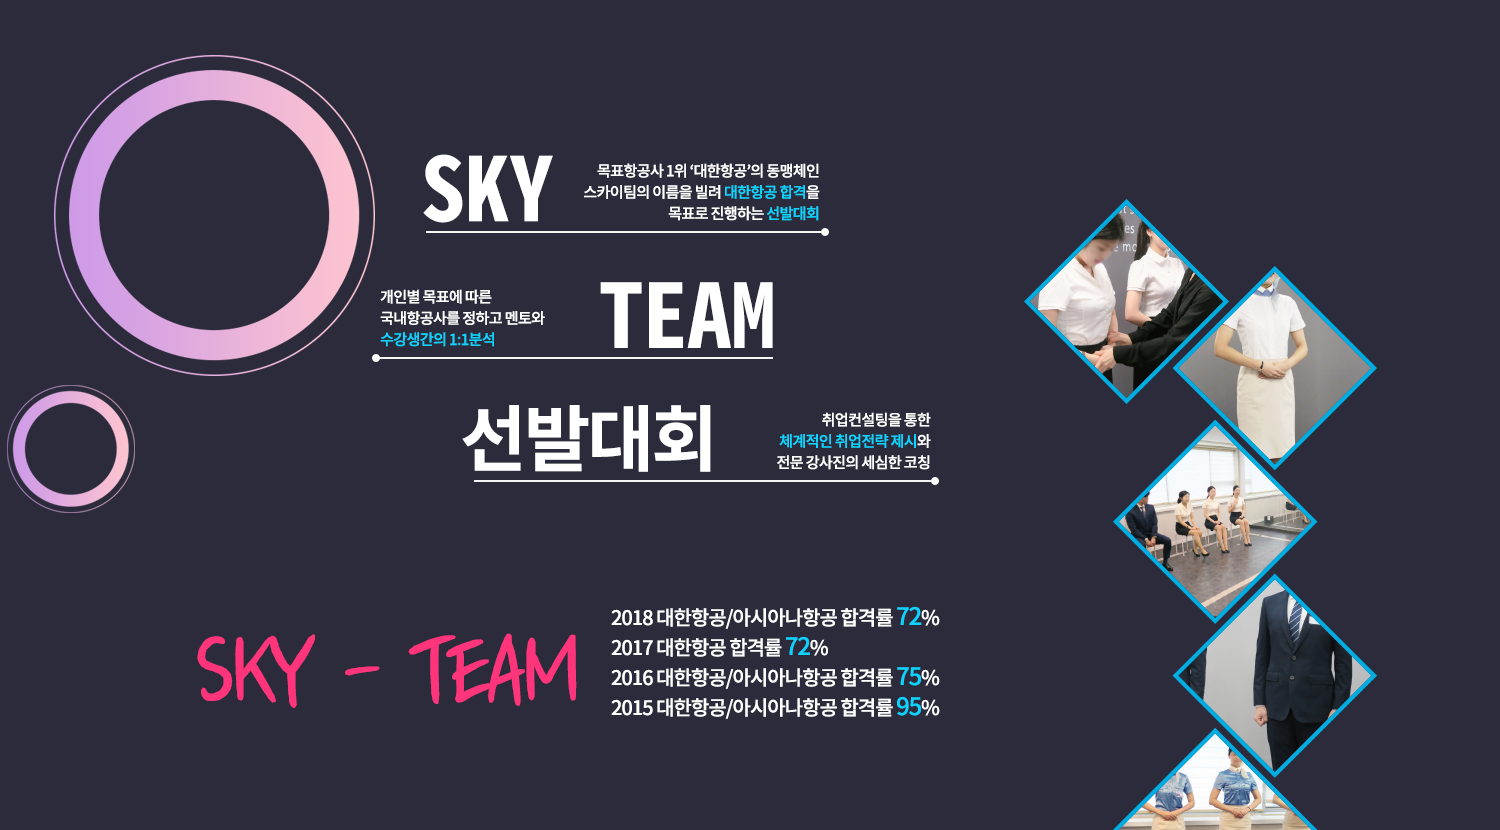 SKY
목표항공사 1위 ‘대한항공’의 동맹체인
스카이팀의 이름을 빌려 대한항공 합격을
목표로 진행하는 선발대회
개인별 목표에 따른
국내항공사를 정하고 멘토와
수강생간의 1:1분석
TEAM
선발대회
취업컨설팅을 통한
체계적인 취업전략 제시와
전문 강사진의 세심한 코칭
SKY - TEAM
2018 대한항공/아시아나항공 합격률 72%
2017 대한항공 합격률 72%
2016 대한항공/아시아나항공 합격률 75%
2015 대한항공/아시아나항공 합격률 95%